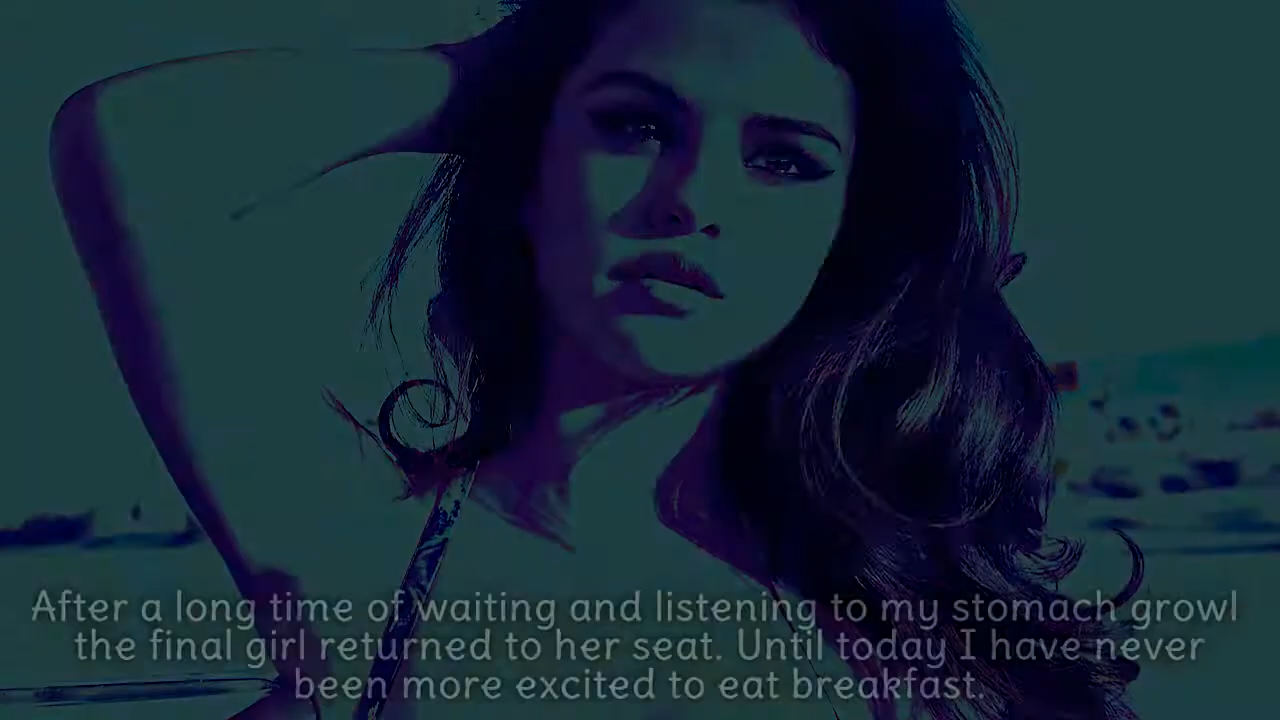 After a long time of waiting and listening to my stomach growl
the final girl returned to her seat. Until today I have never
been more excited to eat breakfast.